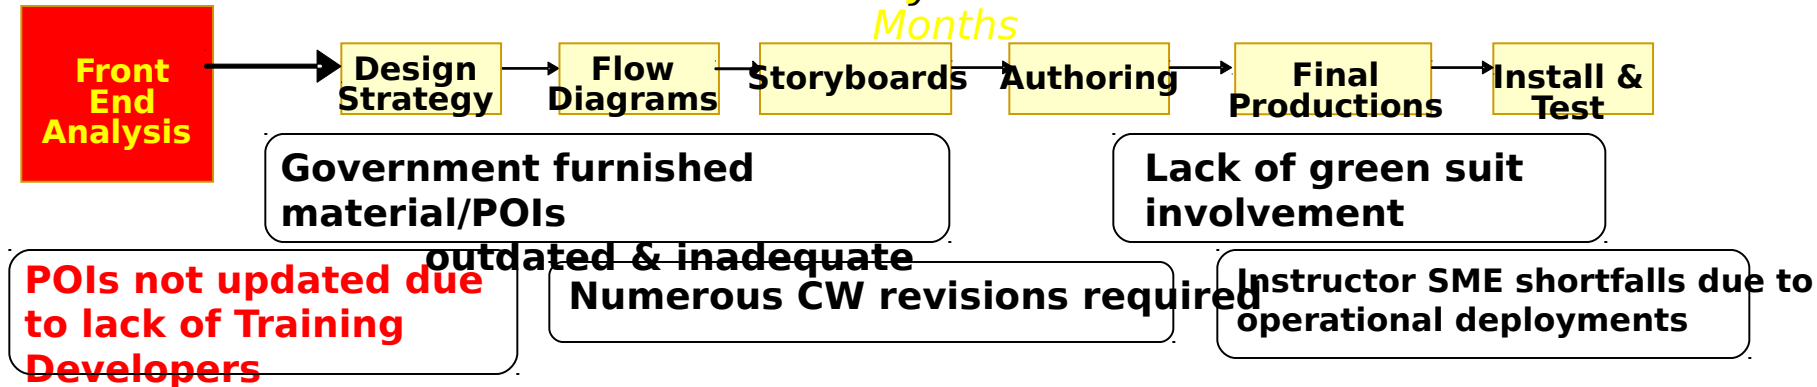 Months
Front
End
Analysis
Design
Strategy
Flow
Diagrams
Storyboards
Authoring
Final
Productions
Install &
Test
Government furnished
material/POIs
outdated & inadequate
Lack of green suit
involvement
POIs not updated due
to lack of Training
Developers
Numerous CW revisions required
Instructor SME shortfalls due to
operational deployments